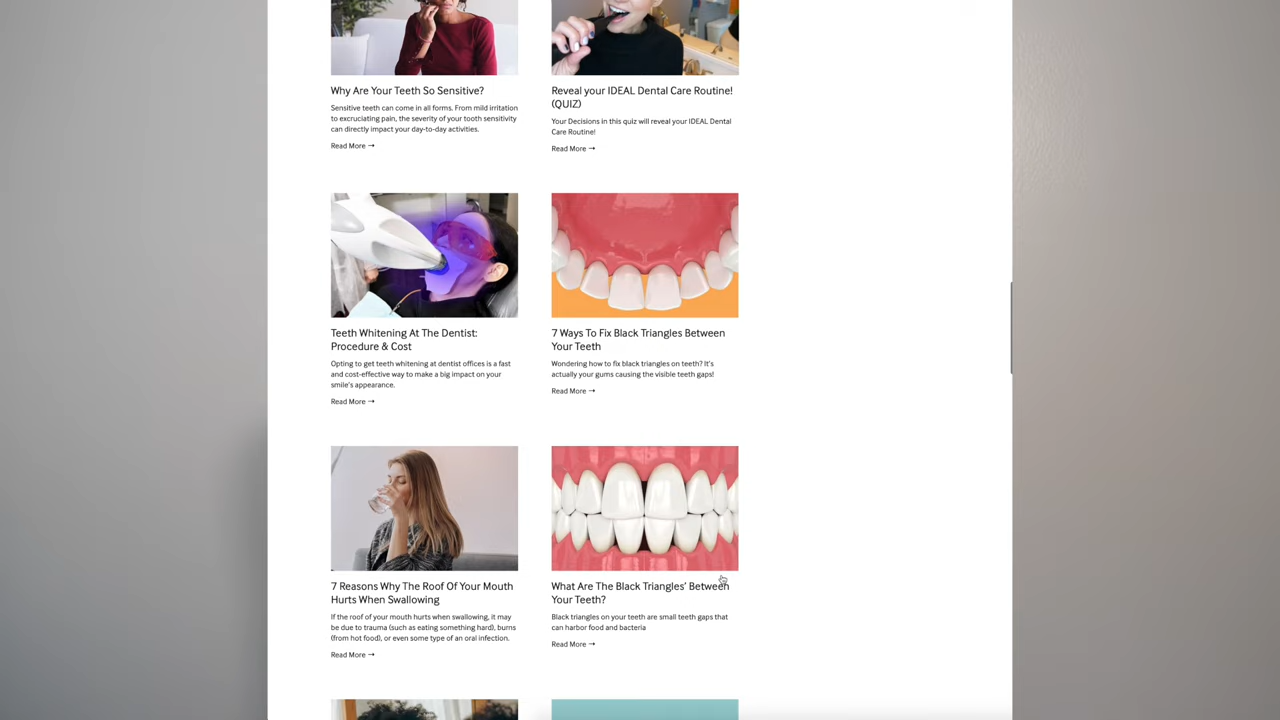 Why Are Your Teeth So Sensitive?
Sensitive teeth can come in all forms. From mild irritation
to excruciating pain, the severity of your tooth sensitivity
can directly impact your day-to-day activities.
Read More →
Reveal your IDEAL Dental Care Routine!
(QUIZ)
Your Decisions in this quiz will reveal your IDEAL Dental
Care Routine!
Read More →
Teeth Whitening At The Dentist:
Procedure & Cost
Opting to get teeth whitening at dentist offices is a fast
and cost-effective way to make a big impact on your
smile's appearance.
Read More →
7 Ways To Fix Black Triangles Between
Your Teeth
Wondering how to fix black triangles on teeth? It's
actually your gums causing the visible teeth gaps!
Read More →
7 Reasons Why The Roof Of Your Mouth
Hurts When Swallowing
If the roof of your mouth hurts when swallowing, it may
be due to trauma (such as eating something hard), burns
(from hot food), or even some type of an oral infection.
Read More →
What Are The Black Triangles' Between
Your Teeth?
Black triangles on your teeth are small teeth gaps that
can harbor food and bacteria
Read More →